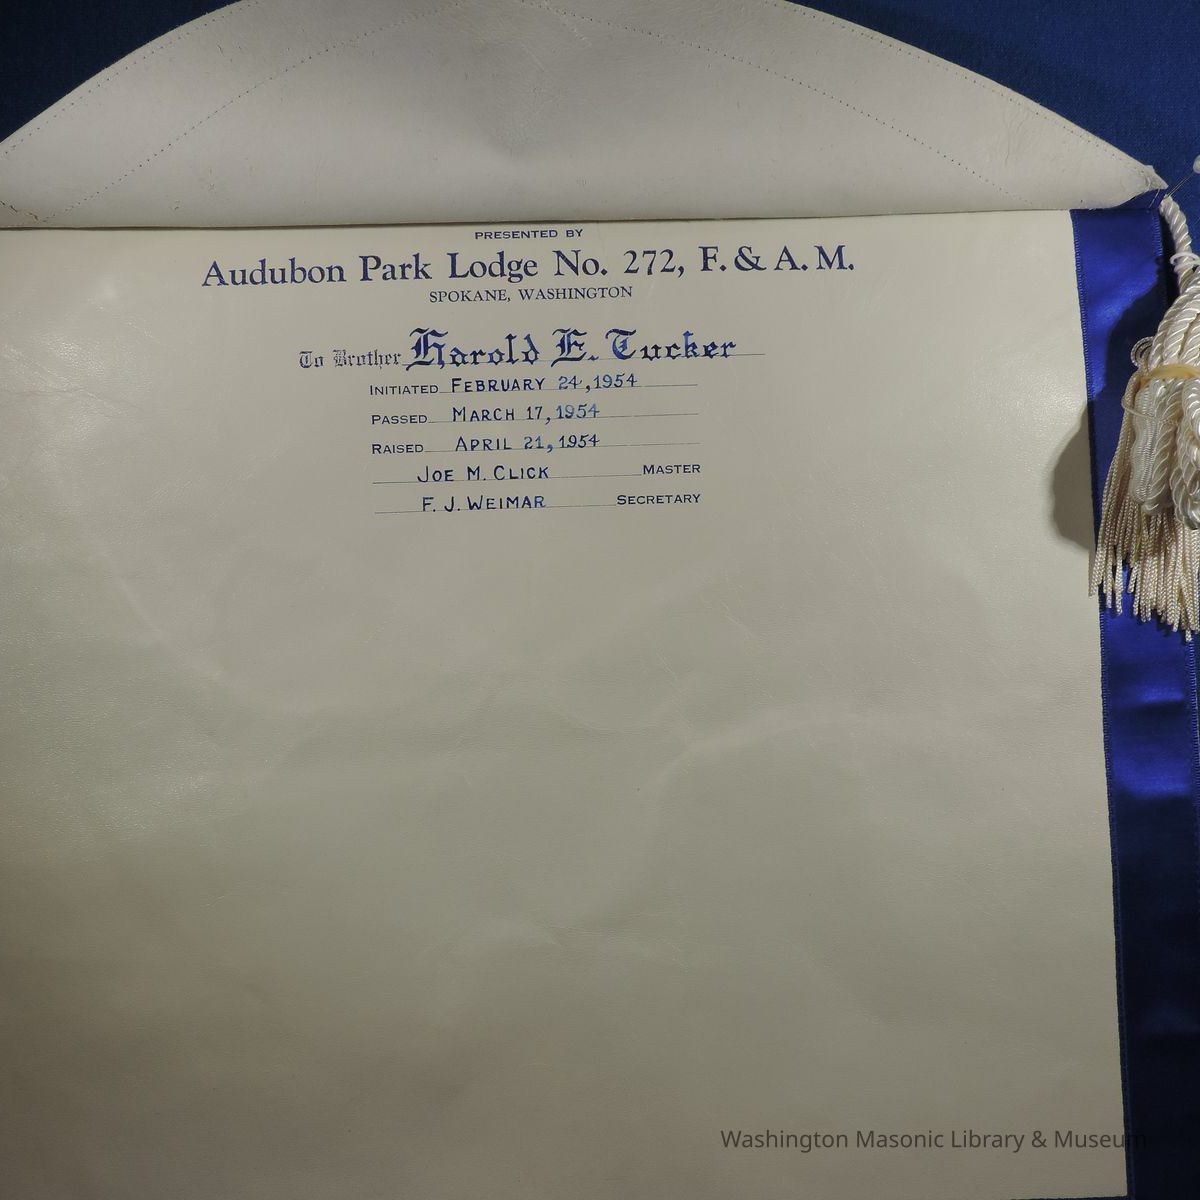 PRESENTED BY
Audubon Park Lodge No. 272, F. & A. M.
SPOKANE, WASHINGTON
To Brother Harold E. Tucker
INITIATED FEBRUARY 24, 1954
PASSED MARCH 17, 1954
RAISED APRIL 21, 1954
JOE M. CLICK MASTER
F. J. WEIMAR SECRETARY
Washington Masonic Library & Museum